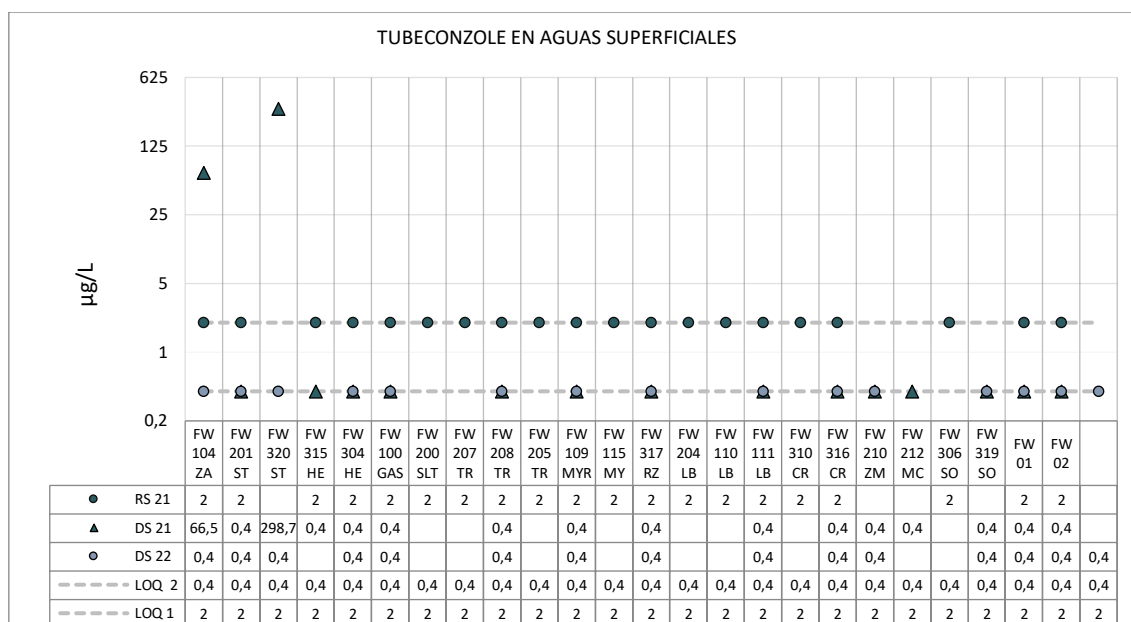 TUBECONZOLE EN AGUAS SUPERFICIALES
µg/L
625
125
25
5
1
0,2
FW 104 ZA
FW 201 ST
FW 320 ST
FW 315 HE
FW 304 HE
FW 100 GAS
FW 200 SLT
FW 207 TR
FW 208 TR
FW 205 TR
FW 109 MYR
FW 115 MY
FW 317 RZ
FW 204 LB
FW 110 LB
FW 111 LB
FW 310 CR
FW 316 CR
FW 210 ZM
FW 212 MC
FW 306 SO
FW 319 SO
FW 01
FW 02
RS 21 2 2 2 2 2 2 2 2 2 2 2 2 2 2 2 2 2 2 2 2
DS 21 66,5 0,4 298,7 0,4 0,4 0,4 0,4 0,4 0,4 0,4 0,4 0,4 0,4 0,4 0,4 0,4
DS 22 0,4 0,4 0,4 0,4 0,4 0,4 0,4 0,4 0,4 0,4 0,4 0,4 0,4 0,4 0,4
LOQ 2 0,4 0,4 0,4 0,4 0,4 0,4 0,4 0,4 0,4 0,4 0,4 0,4 0,4 0,4 0,4 0,4 0,4 0,4 0,4 0,4 0,4 0,4 0,4 0,4 0,4
LOQ 1 2 2 2 2 2 2 2 2 2 2 2 2 2 2 2 2 2 2 2 2 2 2 2 2 2